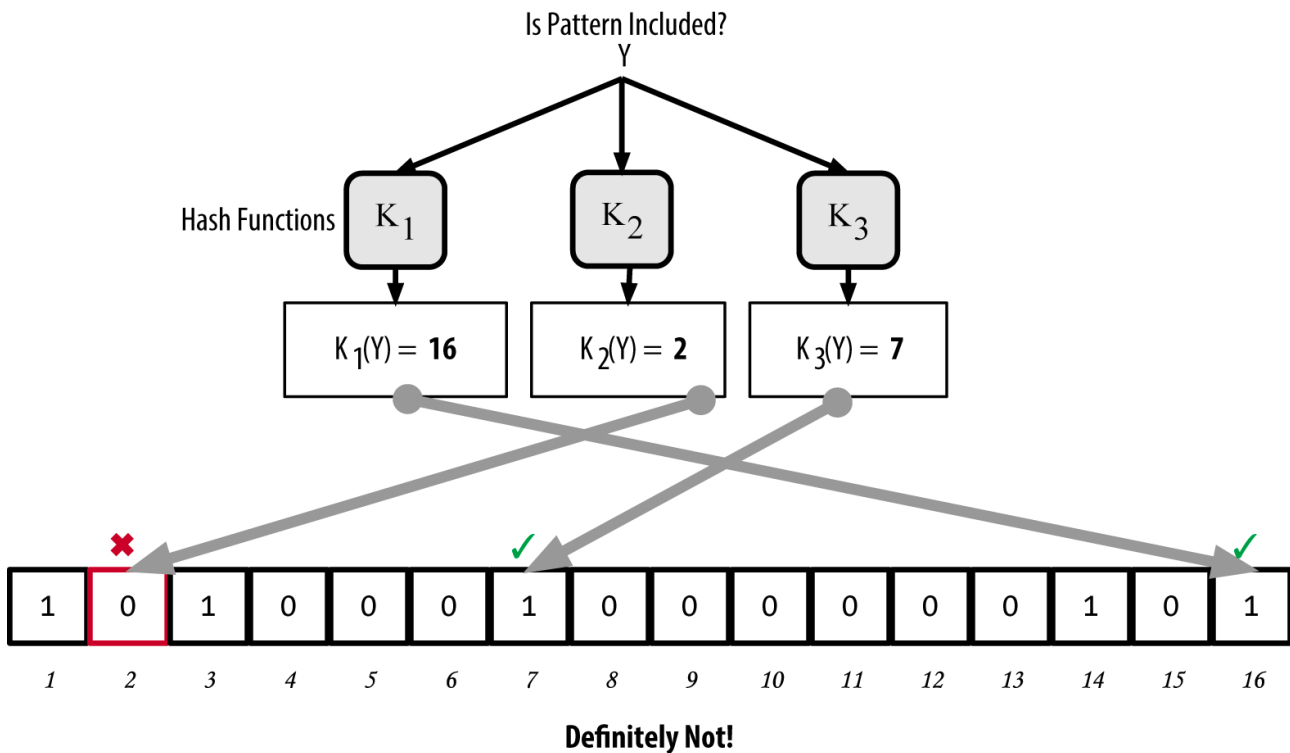 Is Pattern Included?
Y
Hash Functions K1 K2 K3
K1(Y) = 16 K2(Y) = 2 K3(Y) = 7
✖ ✓ ✓
1 0 1 0 0 0 1 0 0 0 0 0 0 1 0 1
1 2 3 4 5 6 7 8 9 10 11 12 13 14 15 16
Definitely Not!